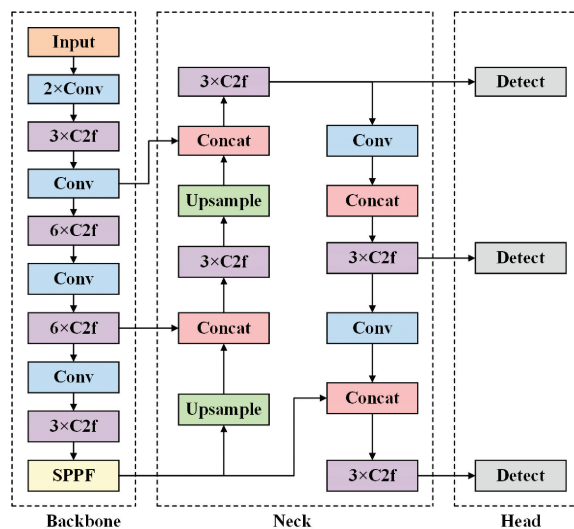 Input
2×Conv
3×C2f
Conv
6×C2f
Conv
6×C2f
Conv
3×C2f
SPPF
Backbone
3×C2f
Concat
Upsample
3×C2f
Concat
Upsample
Conv
Concat
3×C2f
Conv
Concat
3×C2f
Neck
Detect
Detect
Detect
Head